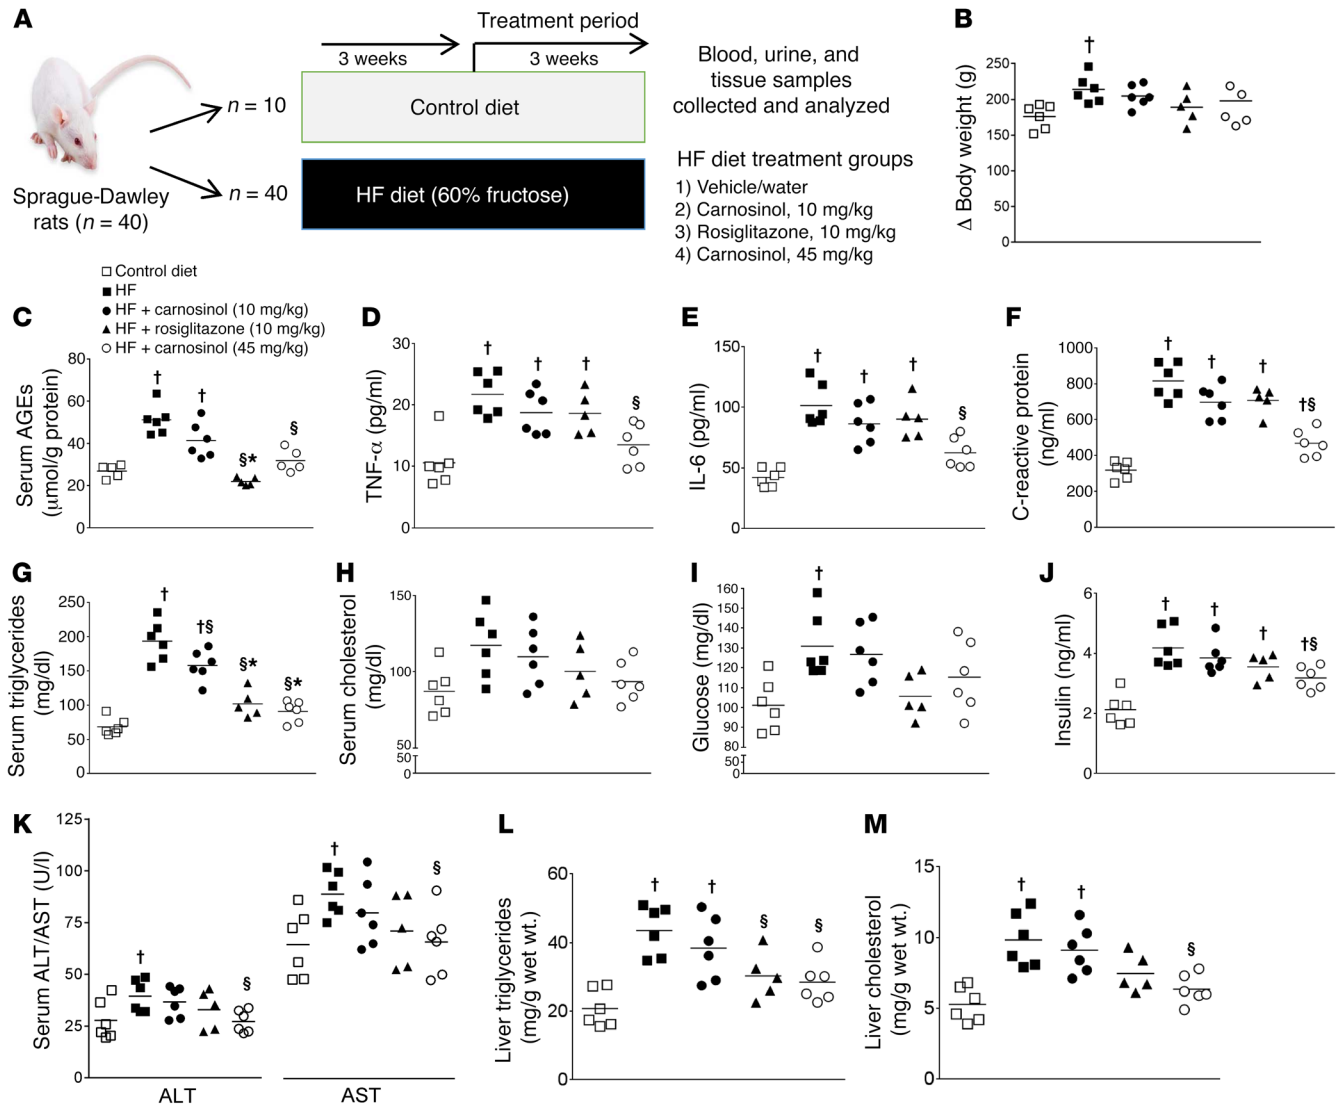 A
Treatment period
3 weeks
3 weeks
n = 10
Control diet
n = 40
HF diet (60% fructose)
Sprague-Dawley
rats (n = 40)
Blood, urine, and
tissue samples
collected and analyzed
HF diet treatment groups
1) Vehicle/water
2) Carnosinol, 10 mg/kg
3) Rosiglitazone, 10 mg/kg
4) Carnosinol, 45 mg/kg
B
Δ Body weight (g)
250
200
150
100
50
0
†
Control diet
HF
HF + carnosinol (10 mg/kg)
HF + rosiglitazone (10 mg/kg)
HF + carnosinol (45 mg/kg)
C
Serum AGEs
(μmol/g protein)
80
60
40
20
0
† † §* §
D
TNF-α (pg/ml)
30
20
10
0
† † † §
E
IL-6 (pg/ml)
150
100
50
0
† † † §
F
C-reactive protein
(ng/ml)
1000
800
600
400
200
0
† † † †§
G
Serum triglycerides
(mg/dl)
250
200
150
100
50
0
† †§ §* §*
H
Serum cholesterol
(mg/dl)
150
100
50
50
0
I
Glucose (mg/dl)
160
150
140
130
120
110
100
90
80
50
0
†
J
Insulin (ng/ml)
6
4
2
0
† † † †§
K
Serum ALT/AST (U/l)
125
100
75
50
25
0
† § † §
ALT
AST
L
Liver triglycerides
(mg/g wet wt.)
60
40
20
0
† † § §
M
Liver cholesterol
(mg/g wet wt.)
15
10
5
0
† † §